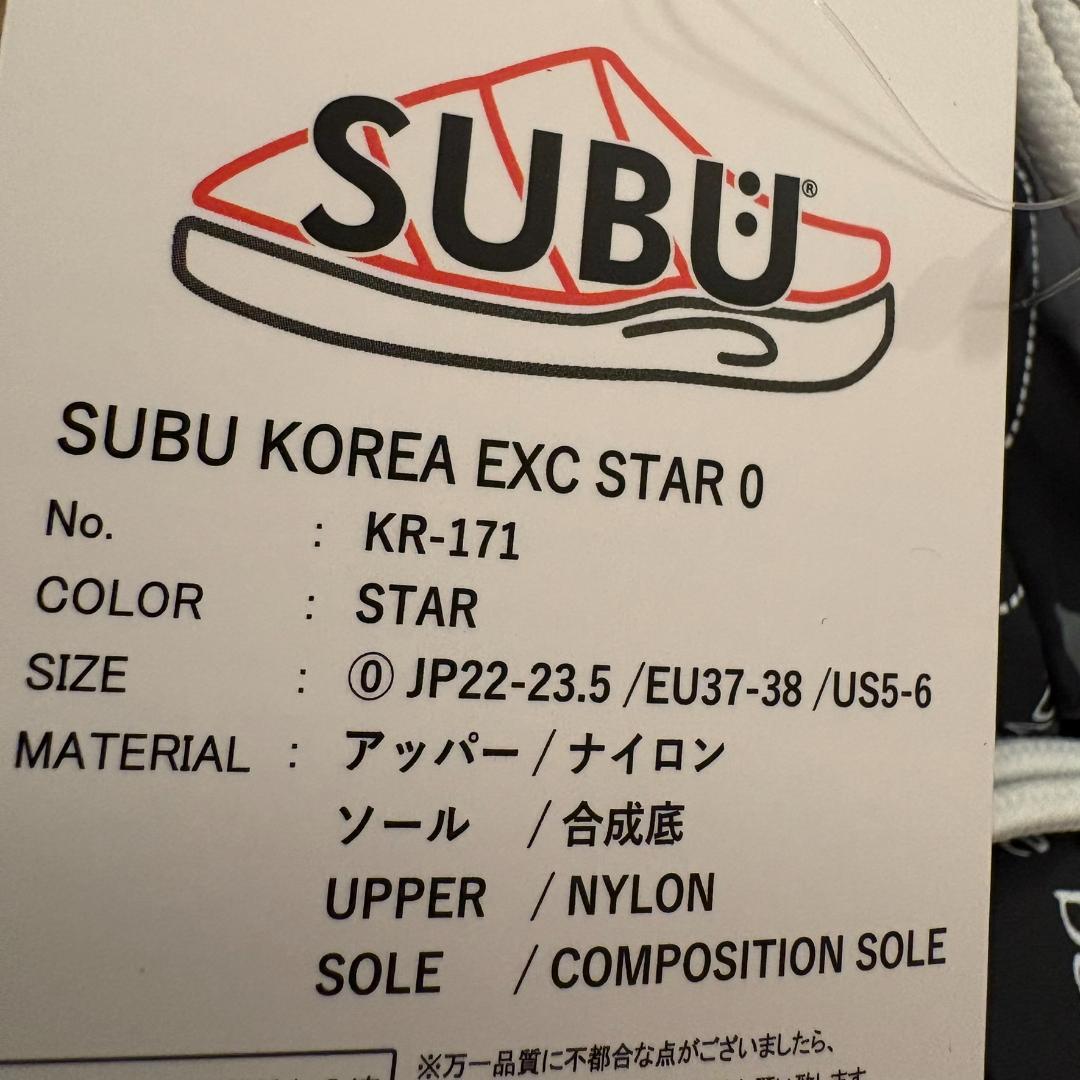 SUBÜ®
SUBU KOREA EXC STAR 0
No. : KR-171
COLOR : STAR
SIZE : ⓪ JP22-23.5 /EU37-38 /US5-6
MATERIAL : アッパー / ナイロン
ソール / 合成底
UPPER / NYLON
SOLE / COMPOSITION SOLE
※万一品質に不都合な点がございましたら、